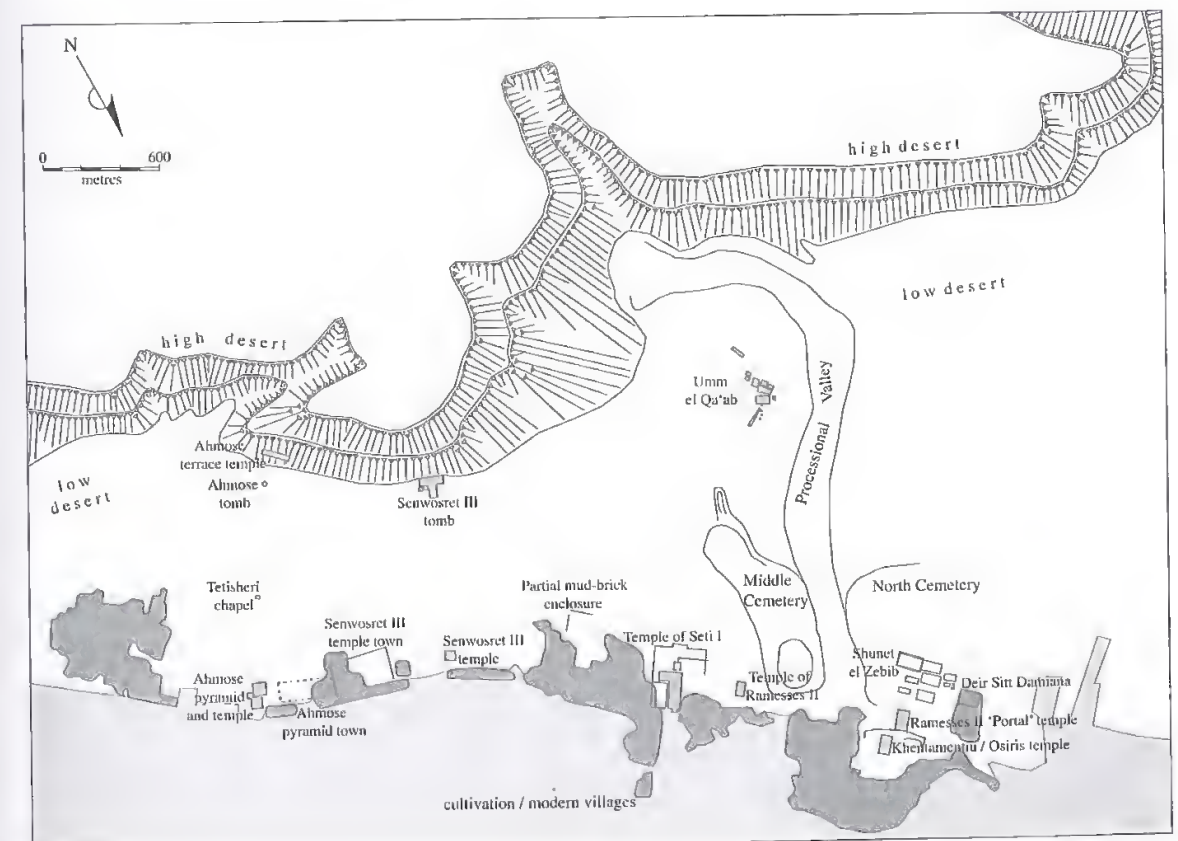 N
0 600
metres
high desert
low desert
high desert
Umm
el Qa'ab
Processional Valley
Ahmose
terrace temple
Ahmose
tomb
low
desert
Senwosret III
tomb
Tetisheri
chapel
Partial mud-brick
enclosure
Middle
Cemetery
North Cemetery
Senwosret III
temple town
Senwosret III
temple
Temple of Seti I
Shunet
el Zebib
Ahmose
pyramid
and temple
Temple of
Ramesses II
Deir Sitt Damiana
Ahmose
pyramid town
Ramesses II 'Portal' temple
Khentamentiu / Osiris temple
cultivation / modern villages